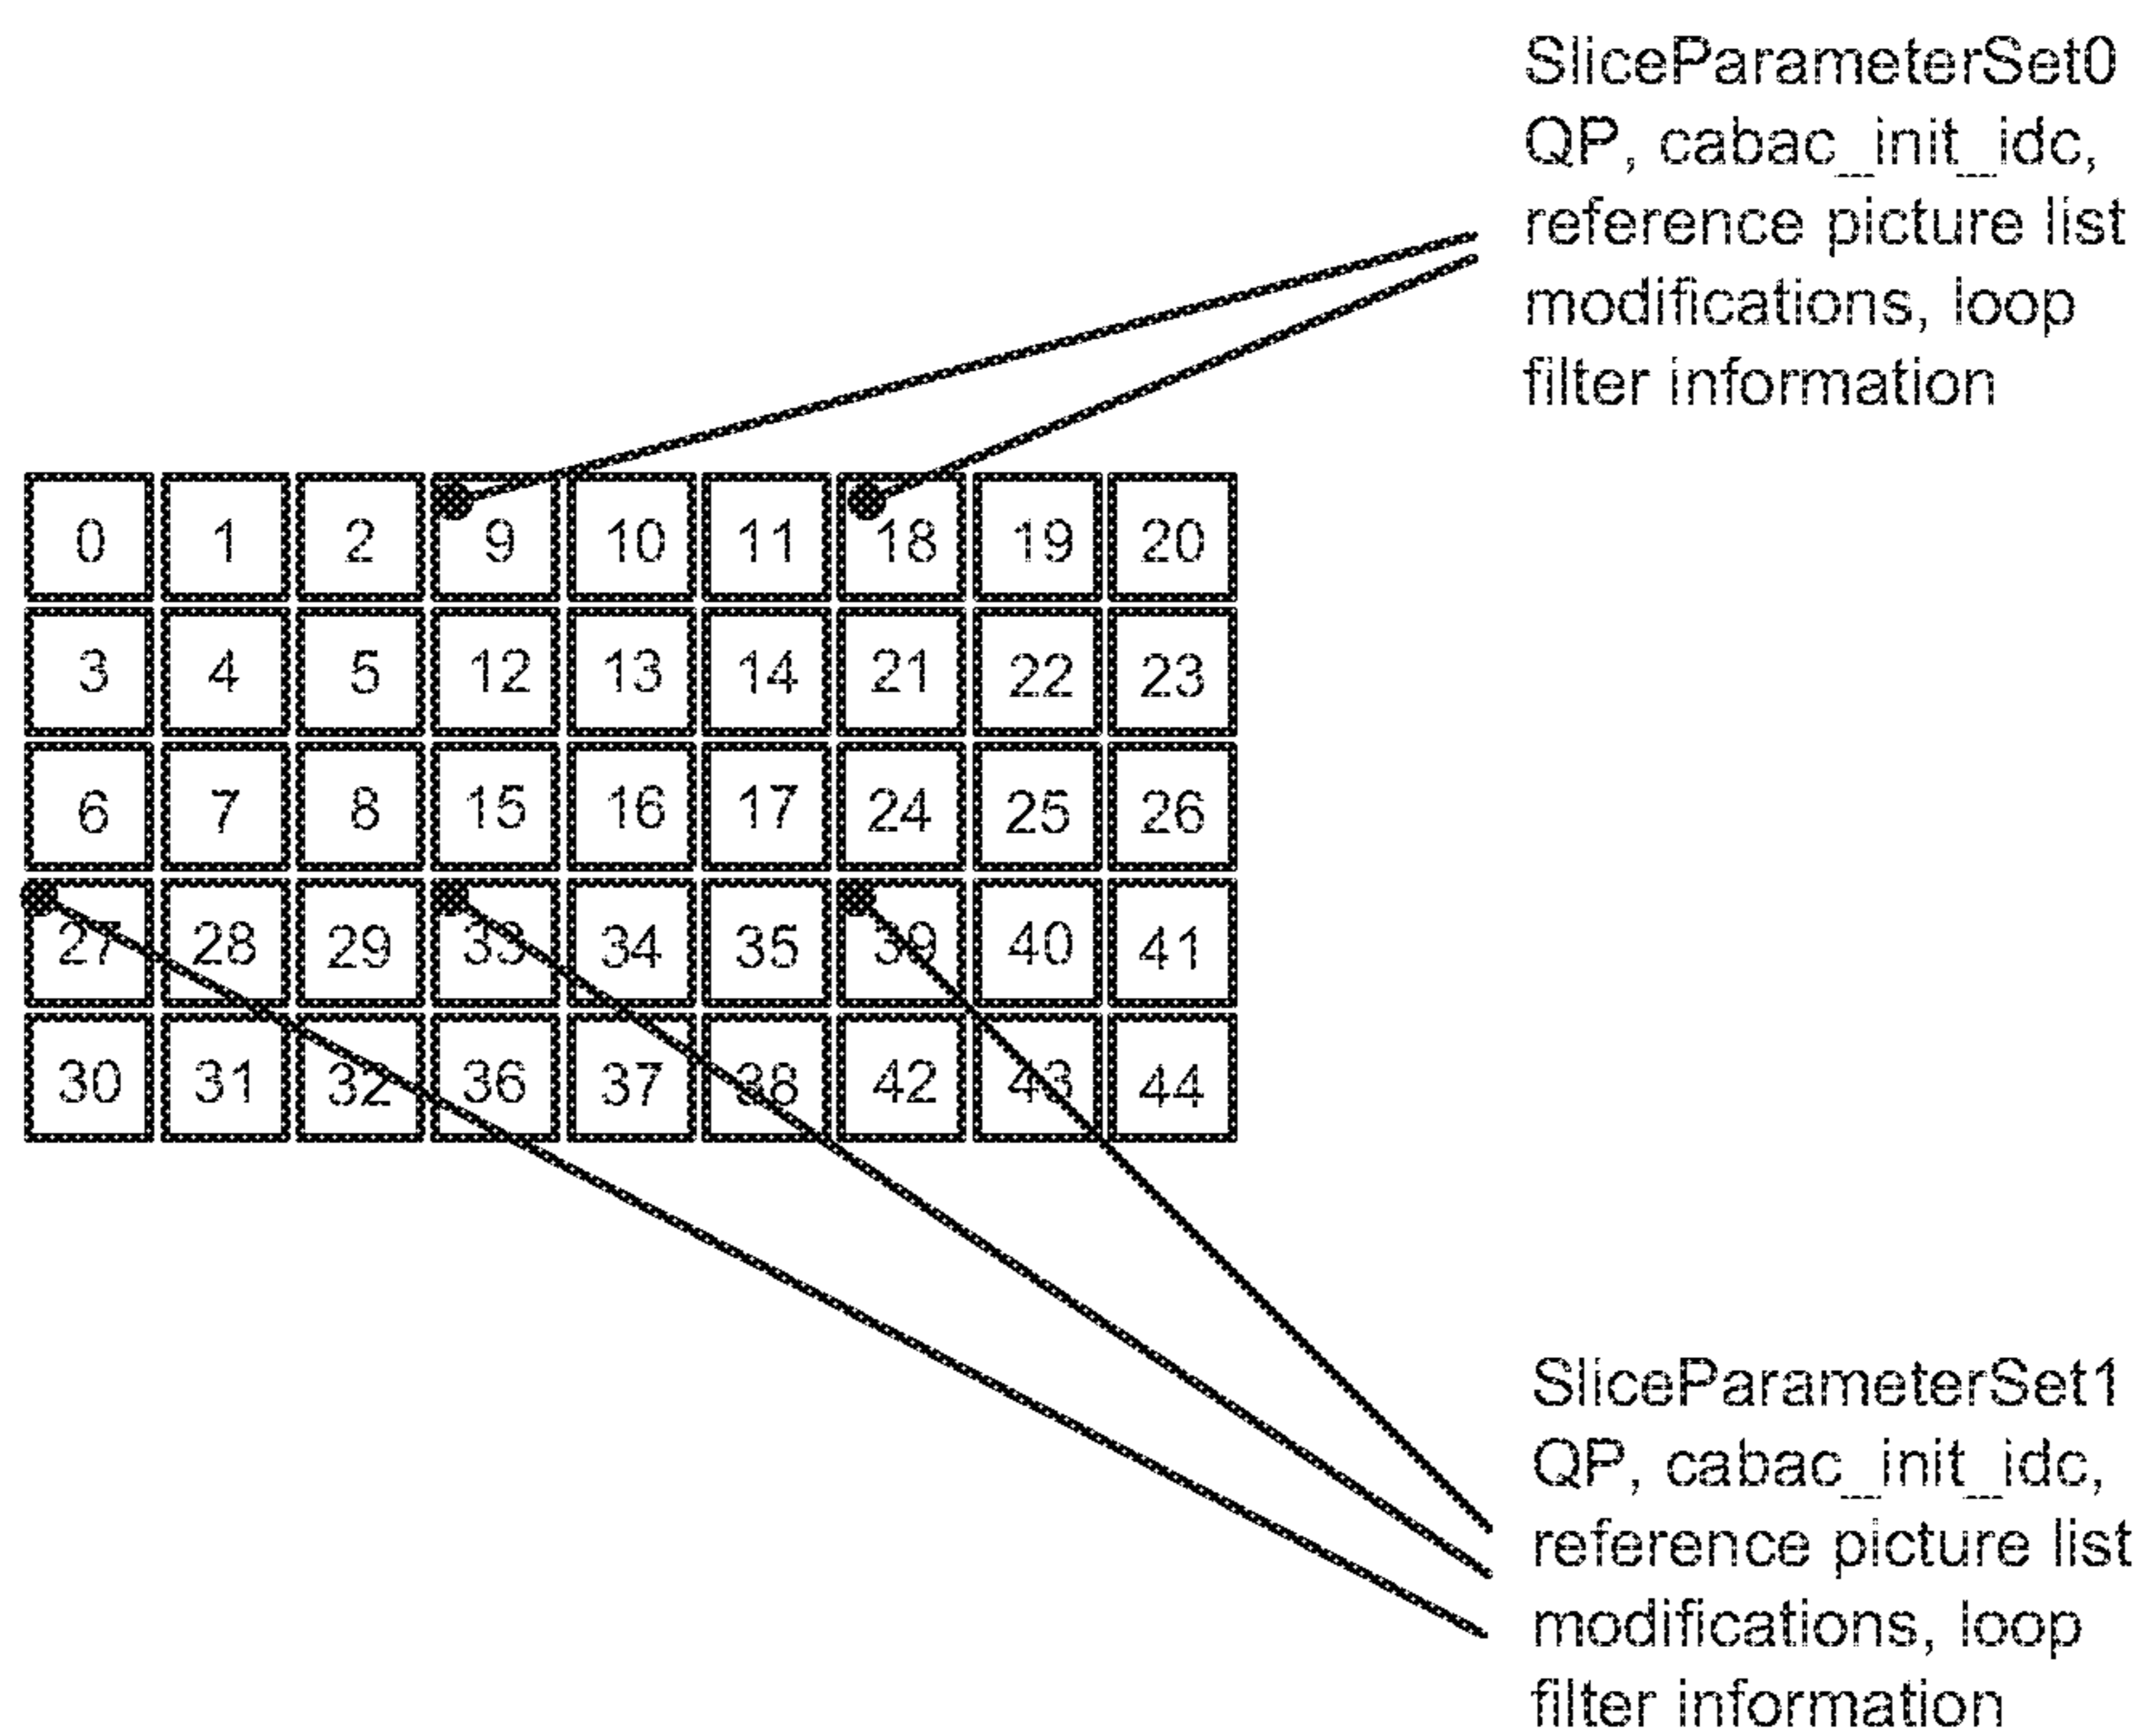 SliceParameterSet0
QP, cabac_init_idc,
reference picture list
modifications, loop
filter information
0 1 2 9 10 11 18 19 20
3 4 5 12 13 14 21 22 23
6 7 8 15 16 17 24 25 26
27 28 29 33 34 35 39 40 41
30 31 32 36 37 38 42 43 44
SliceParameterSet1
QP, cabac_init_idc,
reference picture list
modifications, loop
filter information